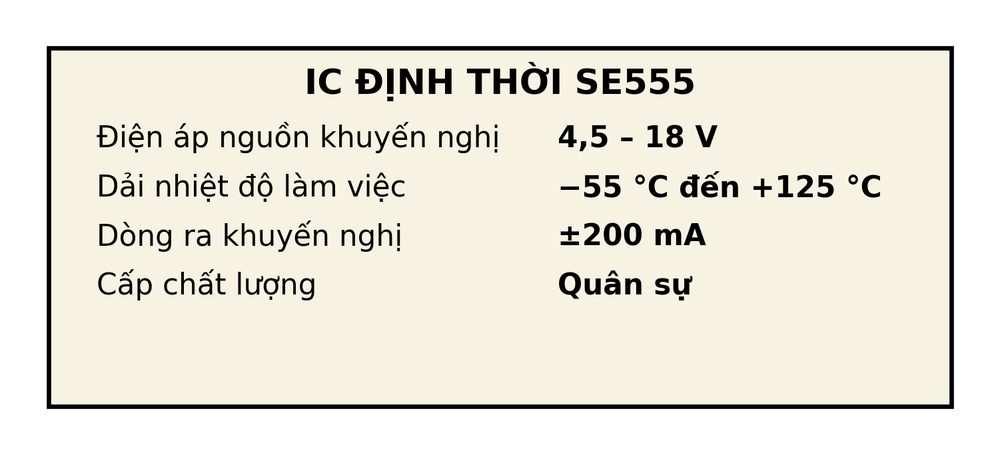 IC ĐỊNH THỜI SE555
Điện áp nguồn khuyến nghị 4,5 – 18 V
Dải nhiệt độ làm việc −55 °C đến +125 °C
Dòng ra khuyến nghị ±200 mA
Cấp chất lượng Quân sự